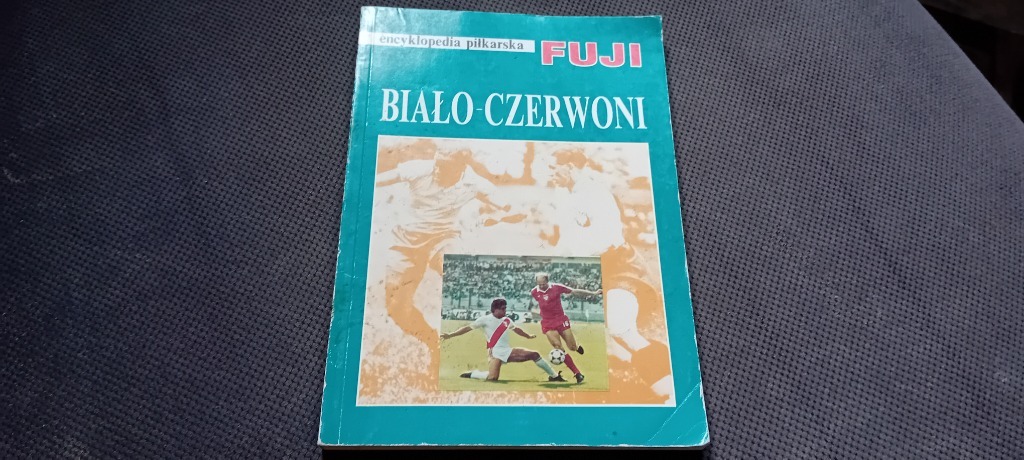 encyklopedia piłkarska FUJI
BIAŁO-CZERWONI